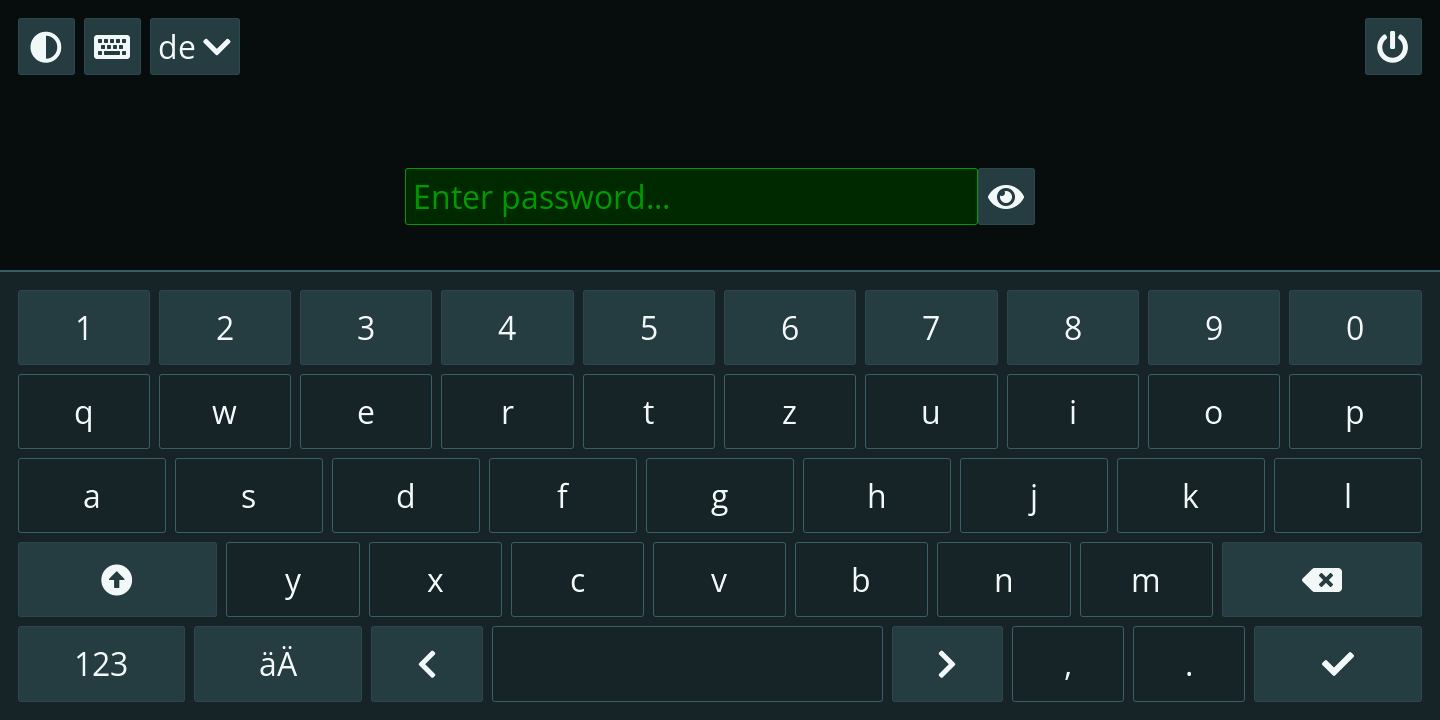 de
Enter password...
1 2 3 4 5 6 7 8 9 0
q w e r t z u i o p
a s d f g h j k l
y x c v b n m
123 äÄ , .